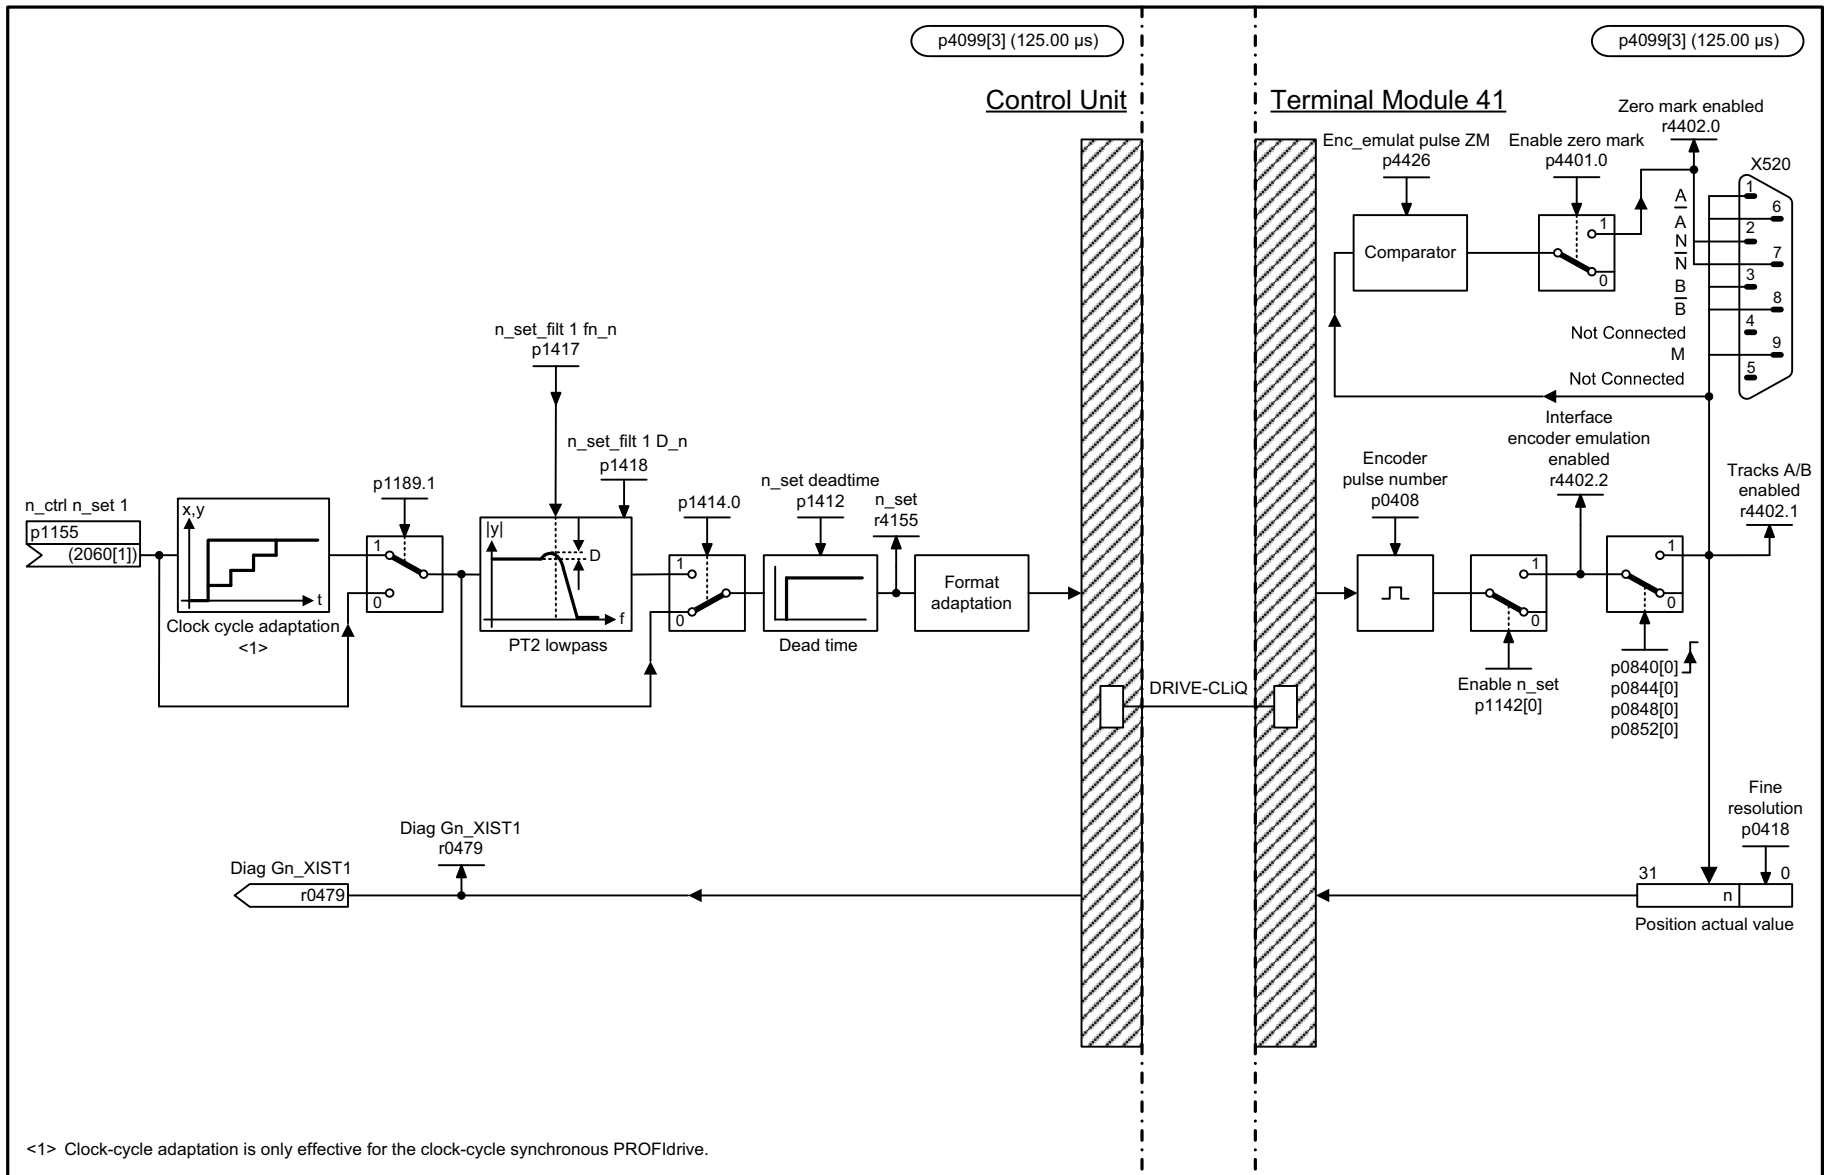 p4099[3] (125.00 µs)
p4099[3] (125.00 µs)
Control Unit
Terminal Module 41
Zero mark enabled
r4402.0
Enc_emulat pulse ZM
p4426
Enable zero mark
p4401.0
X520
Comparator
1
0
A
A
N
N
B
B
Not Connected
M
Not Connected
1
6
2
7
3
8
4
9
5
n_set_filt 1 fn_n
p1417
n_set_filt 1 D_n
p1418
n_ctrl n_set 1
p1155
(2060[1])
x,y
t
Clock cycle adaptation
<1>
p1189.1
1
0
|y|
D
f
PT2 lowpass
p1414.0
1
0
n_set deadtime
p1412
Dead time
n_set
r4155
Format
adaptation
DRIVE-CLiQ
Encoder
pulse number
p0408
Interface
encoder emulation
enabled
r4402.2
1
0
Enable n_set
p1142[0]
1
0
p0840[0]
p0844[0]
p0848[0]
p0852[0]
Tracks A/B
enabled
r4402.1
Diag Gn_XIST1
r0479
Diag Gn_XIST1
r0479
Fine
resolution
p0418
31
0
n
Position actual value
<1> Clock-cycle adaptation is only effective for the clock-cycle synchronous PROFIdrive.